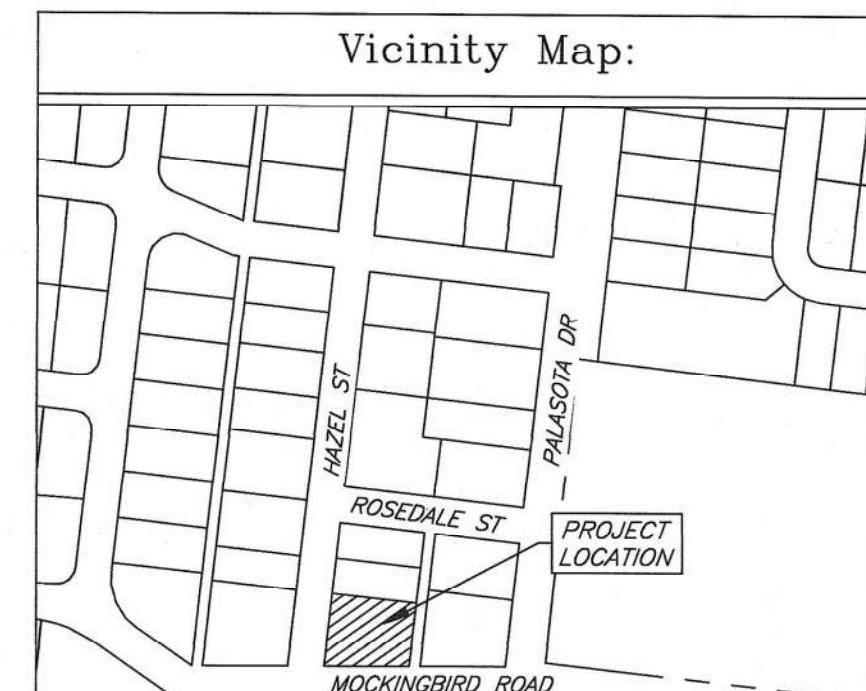 Vicinity Map:
HAZEL ST
PALASOTA DR
ROSEDALE ST
PROJECT
LOCATION
MOCKINGBIRD ROAD